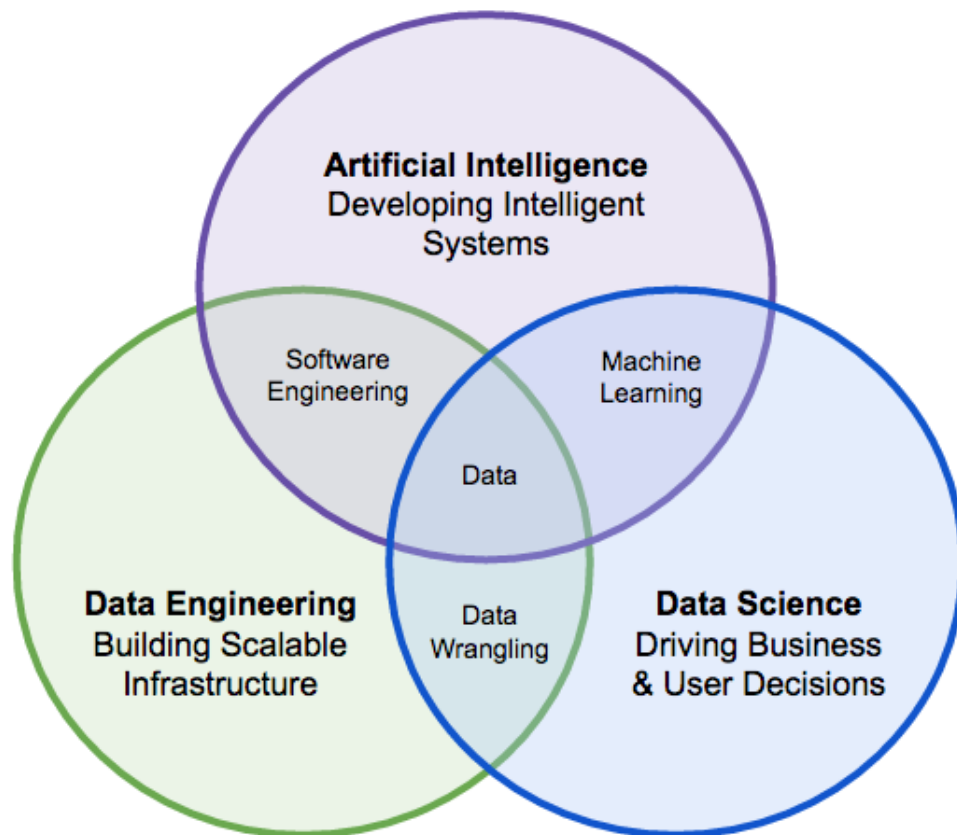 Artificial Intelligence
Developing Intelligent
Systems
Software
Engineering
Machine
Learning
Data
Data Engineering
Building Scalable
Infrastructure
Data
Wrangling
Data Science
Driving Business
& User Decisions